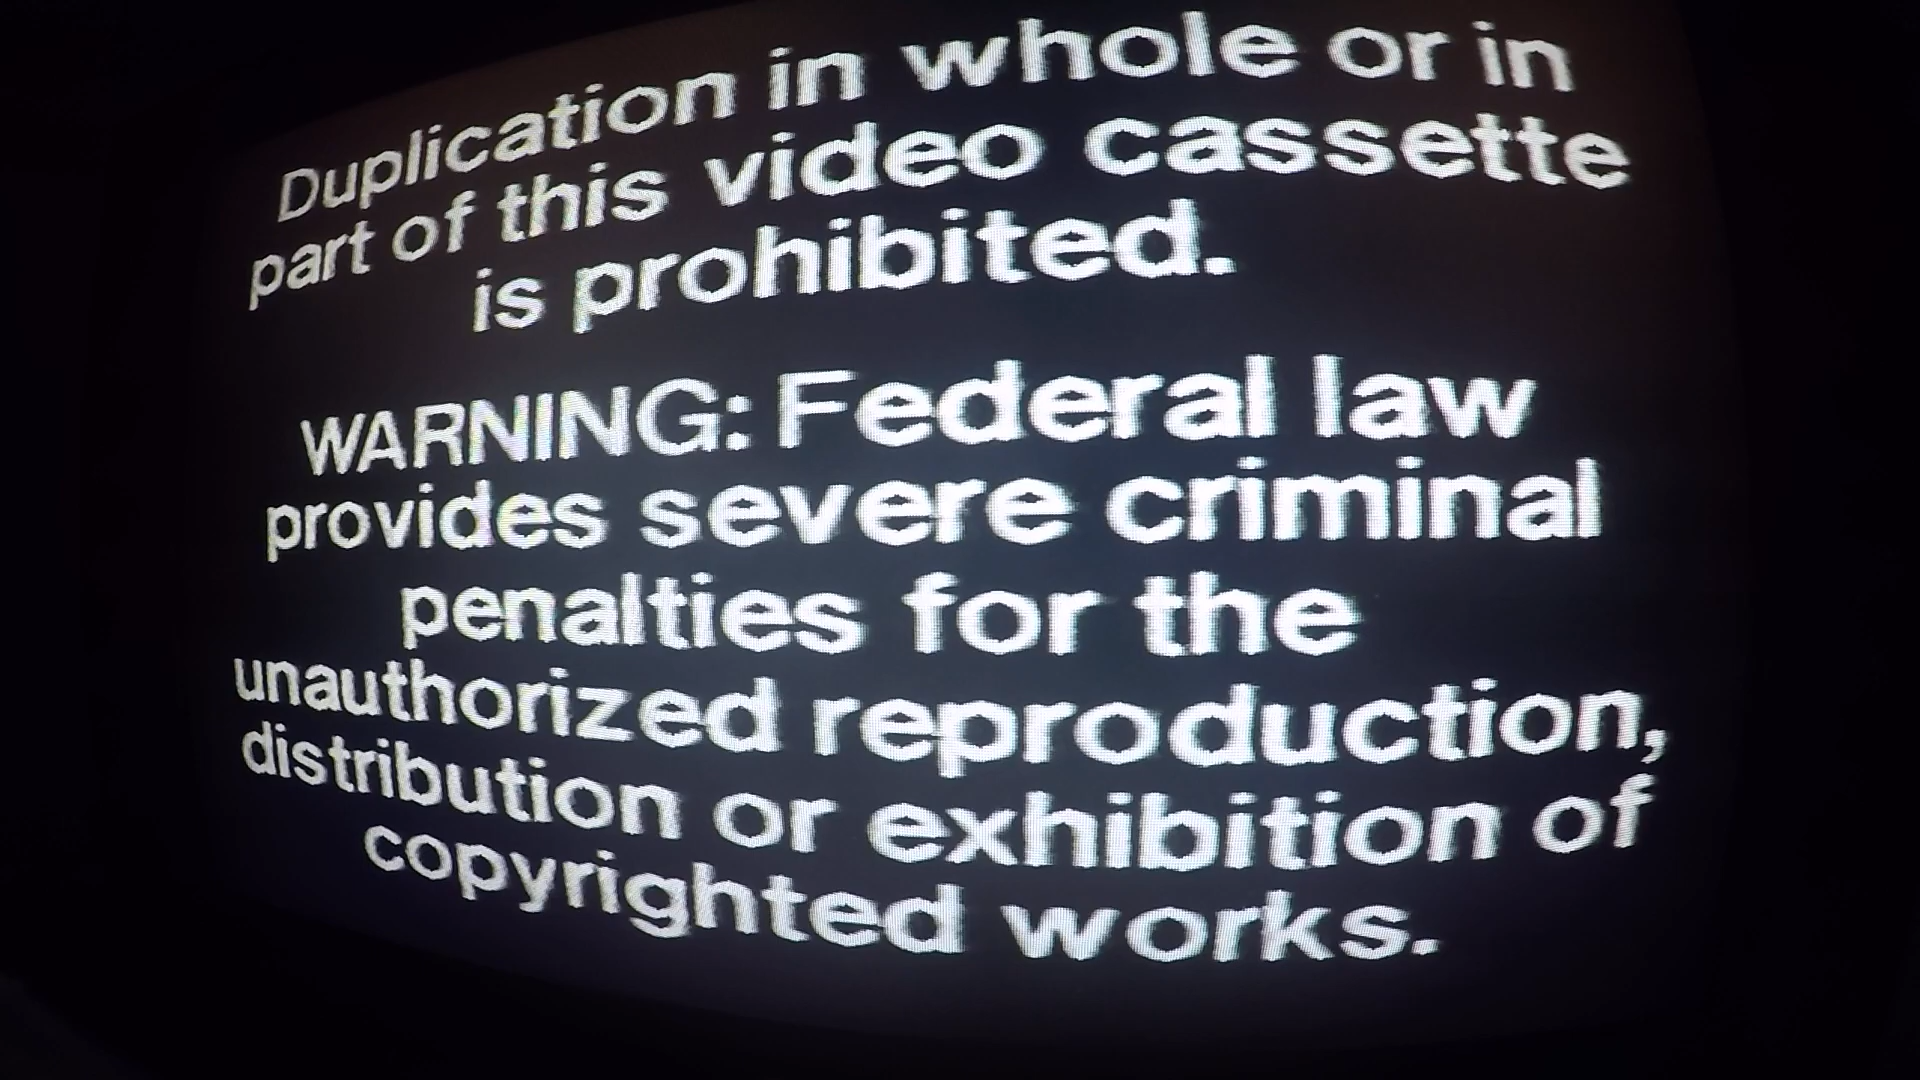 Duplication in whole or in
part of this video cassette
is prohibited.
WARNING: Federal law
provides severe criminal
penalties for the
unauthorized reproduction,
distribution or exhibition of
copyrighted works.